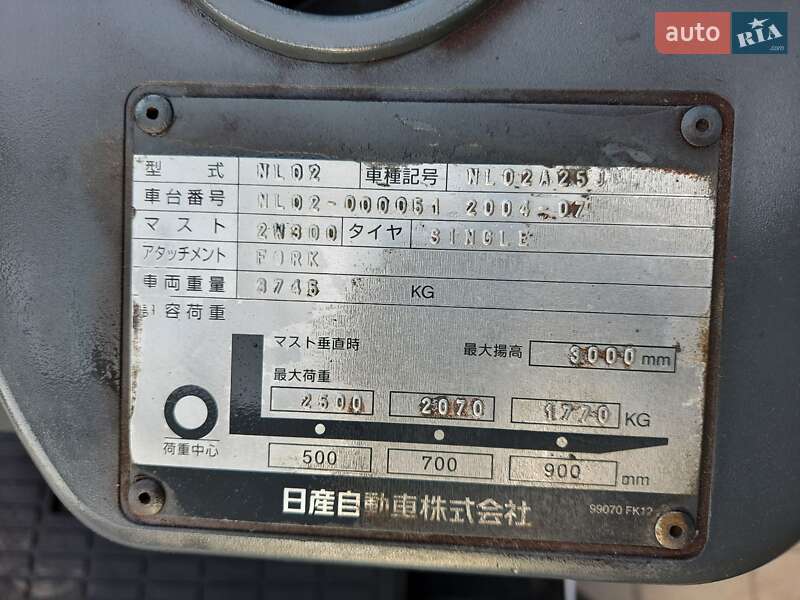 auto RIA.com
型式 NL02 車種記号 NL02A25J
車台番号 NL02-000051 2004-07
マスト 2W300 タイヤ SINGLE
アタッチメント FORK
車両重量 3745 KG
容荷重
マスト垂直時 最大揚高 3000 mm
最大荷重
2500 2070 1770 KG
荷重中心
500 700 900 mm
日産自動車株式会社 99070 FK12